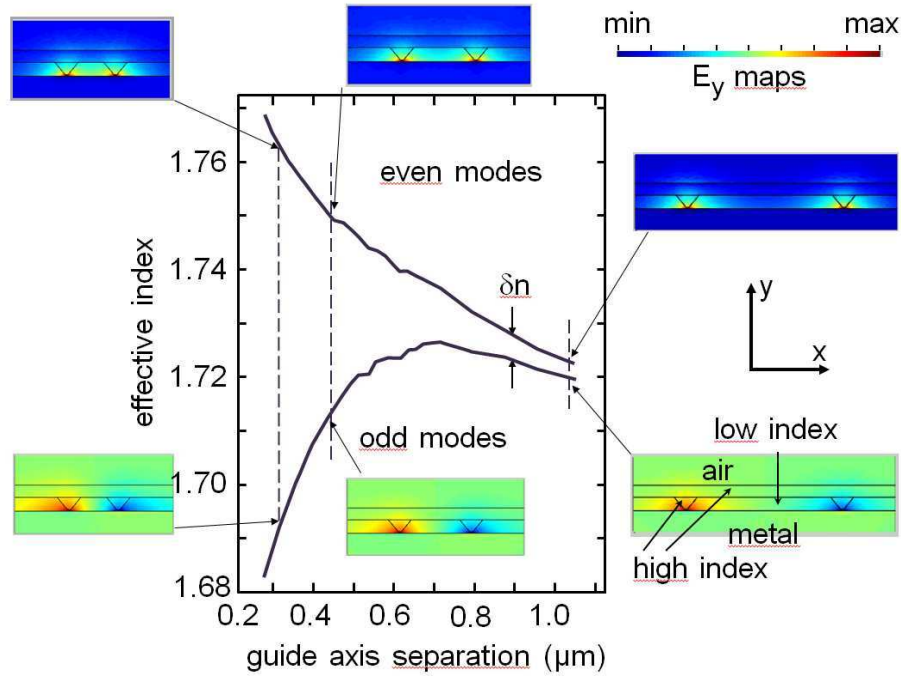 min max
E_y maps
even modes
1.76
1.74
1.72
1.70
1.68
effective index
δn
odd modes
y
x
low index
air
metal
high index
0.2 0.4 0.6 0.8 1.0
guide axis separation (µm)